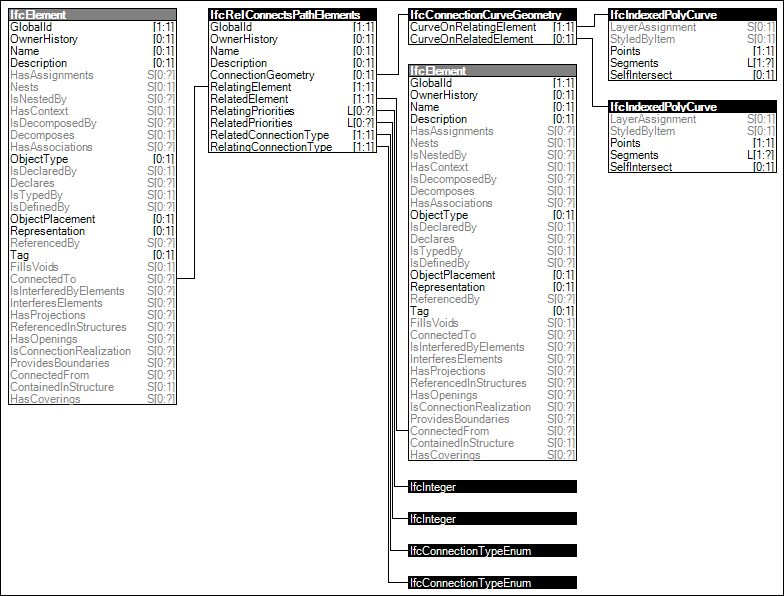 IfcElement
GlobalId [1:1]
OwnerHistory [0:1]
Name [0:1]
Description [0:1]
HasAssignments S[0:?]
Nests S[0:1]
IsNestedBy S[0:?]
HasContext S[0:1]
IsDecomposedBy S[0:?]
Decomposes S[0:1]
HasAssociations S[0:?]
ObjectType [0:1]
IsDeclaredBy S[0:1]
Declares S[0:?]
IsTypedBy S[0:1]
IsDefinedBy S[0:?]
ObjectPlacement [0:1]
Representation [0:1]
ReferencedBy S[0:?]
Tag [0:1]
FillsVoids S[0:1]
ConnectedTo S[0:?]
IsInterferedByElements S[0:?]
InterferesElements S[0:?]
HasProjections S[0:?]
ReferencedInStructures S[0:?]
HasOpenings S[0:?]
IsConnectionRealization S[0:?]
ProvidesBoundaries S[0:?]
ConnectedFrom S[0:?]
ContainedInStructure S[0:1]
HasCoverings S[0:?]
IfcRelConnectsPathElements
GlobalId [1:1]
OwnerHistory [0:1]
Name [0:1]
Description [0:1]
ConnectionGeometry [0:1]
RelatingElement [1:1]
RelatedElement [1:1]
RelatingPriorities L[0:?]
RelatedPriorities L[0:?]
RelatedConnectionType [1:1]
RelatingConnectionType [1:1]
IfcConnectionCurveGeometry
CurveOnRelatingElement [1:1]
CurveOnRelatedElement [0:1]
IfcElement
GlobalId [1:1]
OwnerHistory [0:1]
Name [0:1]
Description [0:1]
HasAssignments S[0:?]
Nests S[0:1]
IsNestedBy S[0:?]
HasContext S[0:1]
IsDecomposedBy S[0:?]
Decomposes S[0:1]
HasAssociations S[0:?]
ObjectType [0:1]
IsDeclaredBy S[0:1]
Declares S[0:?]
IsTypedBy S[0:1]
IsDefinedBy S[0:?]
ObjectPlacement [0:1]
Representation [0:1]
ReferencedBy S[0:?]
Tag [0:1]
FillsVoids S[0:1]
ConnectedTo S[0:?]
IsInterferedByElements S[0:?]
InterferesElements S[0:?]
HasProjections S[0:?]
ReferencedInStructures S[0:?]
HasOpenings S[0:?]
IsConnectionRealization S[0:?]
ProvidesBoundaries S[0:?]
ConnectedFrom S[0:?]
ContainedInStructure S[0:1]
HasCoverings S[0:?]
IfcInteger
IfcInteger
IfcConnectionTypeEnum
IfcConnectionTypeEnum
IfcIndexedPolyCurve
LayerAssignment S[0:1]
StyledByItem S[0:1]
Points [1:1]
Segments L[1:?]
SelfIntersect [0:1]
IfcIndexedPolyCurve
LayerAssignment S[0:1]
StyledByItem S[0:1]
Points [1:1]
Segments L[1:?]
SelfIntersect [0:1]